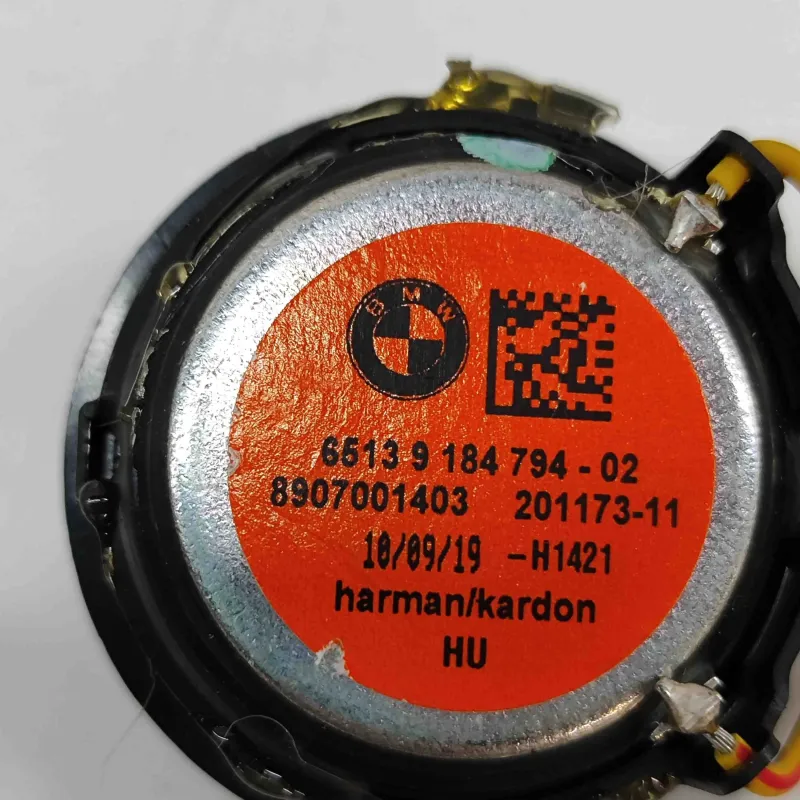 BMW
6513 9 184 794 - 02
8907001403 201173-11
10/09/19 -H1421
harman/kardon
HU